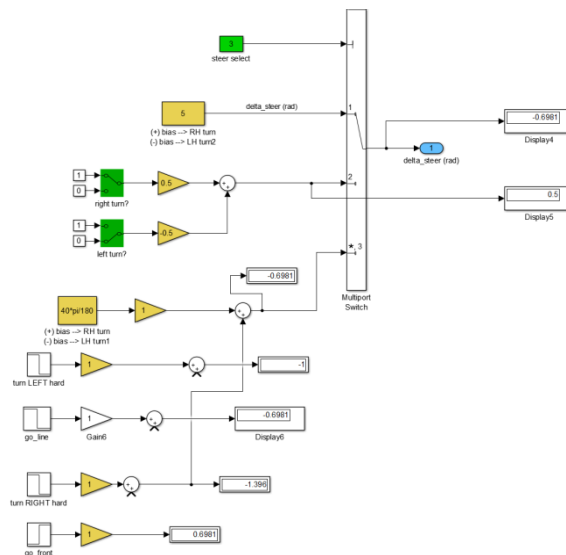 3
steer select
delta_steer (rad)
1
5
(+) bias --> RH turn
(-) bias --> LH turn2
-0.6981
Display4
1
delta_steer (rad)
1
0
0.5
right turn?
2
0.5
Display5
1
0
-0.5
left turn?
* 3
-0.6981
Multiport
Switch
40*pi/180
1
(+) bias --> RH turn
(-) bias --> LH turn1
1
-1
turn LEFT hard
1
-0.6981
go_line
Gain6
Display6
1
-1.396
turn RIGHT hard
1
0.6981
go_front